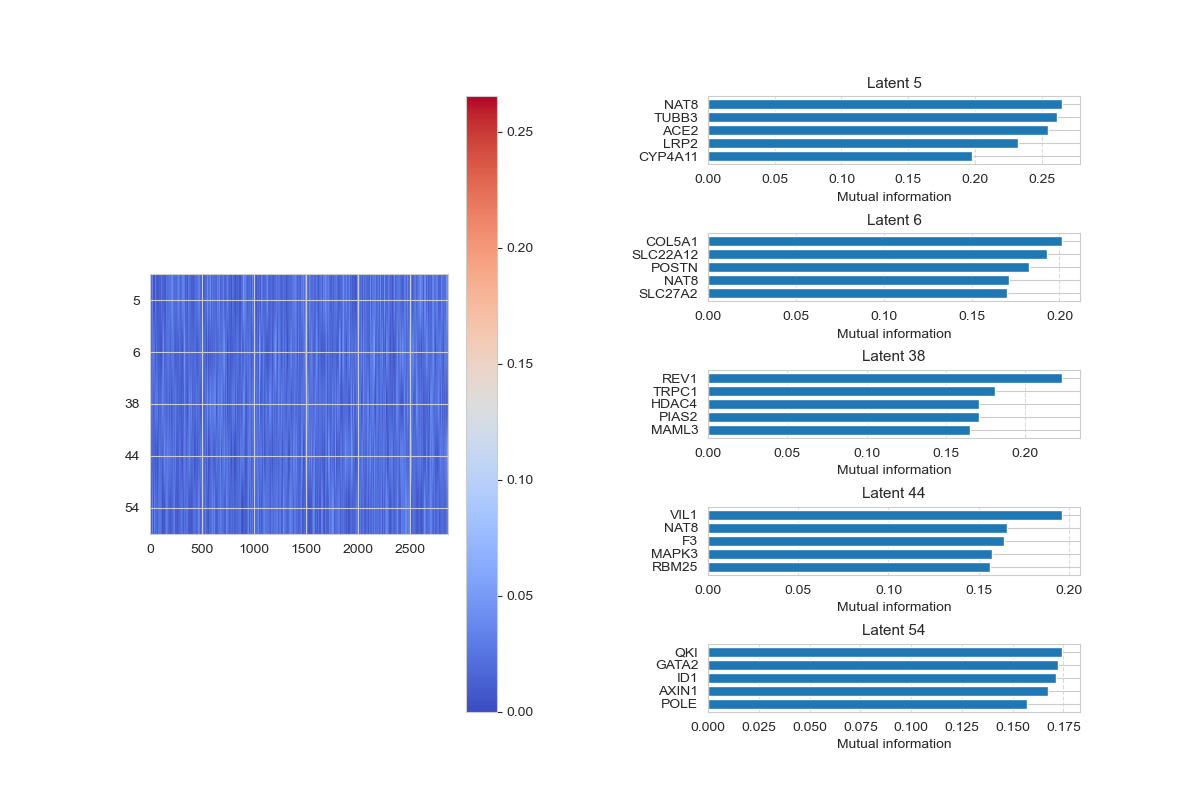 5
6
38
44
54
0 500 1000 1500 2000 2500
0.25
0.20
0.15
0.10
0.05
0.00
Latent 5
NAT8
TUBB3
ACE2
LRP2
CYP4A11
0.00 0.05 0.10 0.15 0.20 0.25
Mutual information
Latent 6
COL5A1
SLC22A12
POSTN
NAT8
SLC27A2
0.00 0.05 0.10 0.15 0.20
Mutual information
Latent 38
REV1
TRPC1
HDAC4
PIAS2
MAML3
0.00 0.05 0.10 0.15 0.20
Mutual information
Latent 44
VIL1
NAT8
F3
MAPK3
RBM25
0.00 0.05 0.10 0.15 0.20
Mutual information
Latent 54
QKI
GATA2
ID1
AXIN1
POLE
0.000 0.025 0.050 0.075 0.100 0.125 0.150 0.175
Mutual information